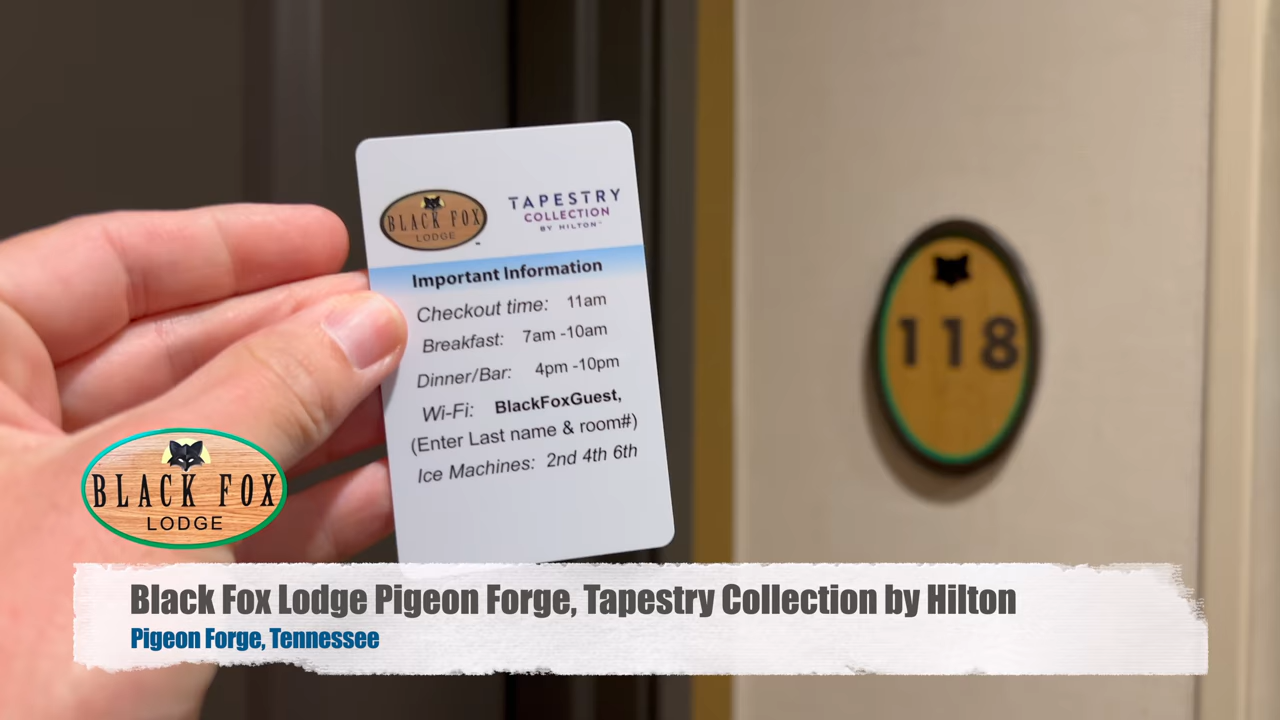 BLACK FOX
LODGE
TAPESTRY
COLLECTION
BY HILTON
Important Information
Checkout time: 11am
Breakfast: 7am -10am
Dinner/Bar: 4pm -10pm
Wi-Fi: BlackFoxGuest,
(Enter Last name & room#)
Ice Machines: 2nd 4th 6th
118
BLACK FOX
LODGE
Black Fox Lodge Pigeon Forge, Tapestry Collection by Hilton
Pigeon Forge, Tennessee